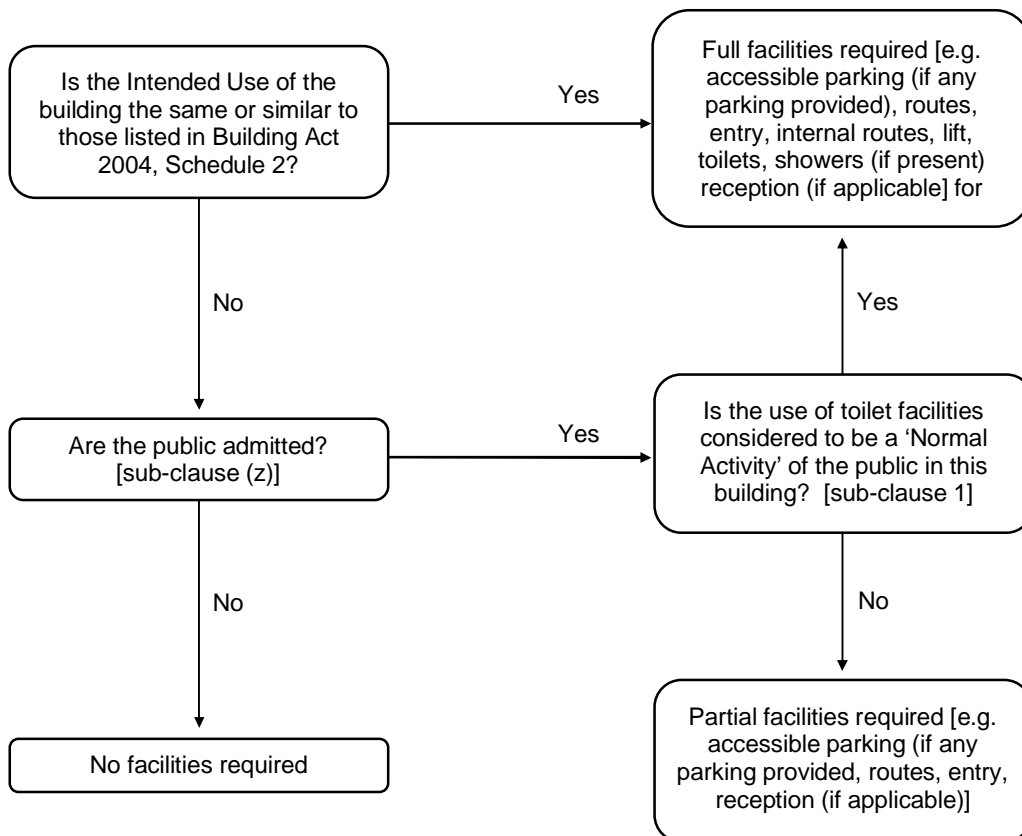 Is the Intended Use of the
building the same or similar to
those listed in Building Act
2004, Schedule 2?
Yes
Full facilities required [e.g.
accessible parking (if any
parking provided), routes,
entry, internal routes, lift,
toilets, showers (if present)
reception (if applicable] for
No
Yes
Are the public admitted?
[sub-clause (z)]
Yes
Is the use of toilet facilities
considered to be a ‘Normal
Activity’ of the public in this
building?  [sub-clause 1]
No
No
No facilities required
Partial facilities required [e.g.
accessible parking (if any
parking provided, routes, entry,
reception (if applicable)]